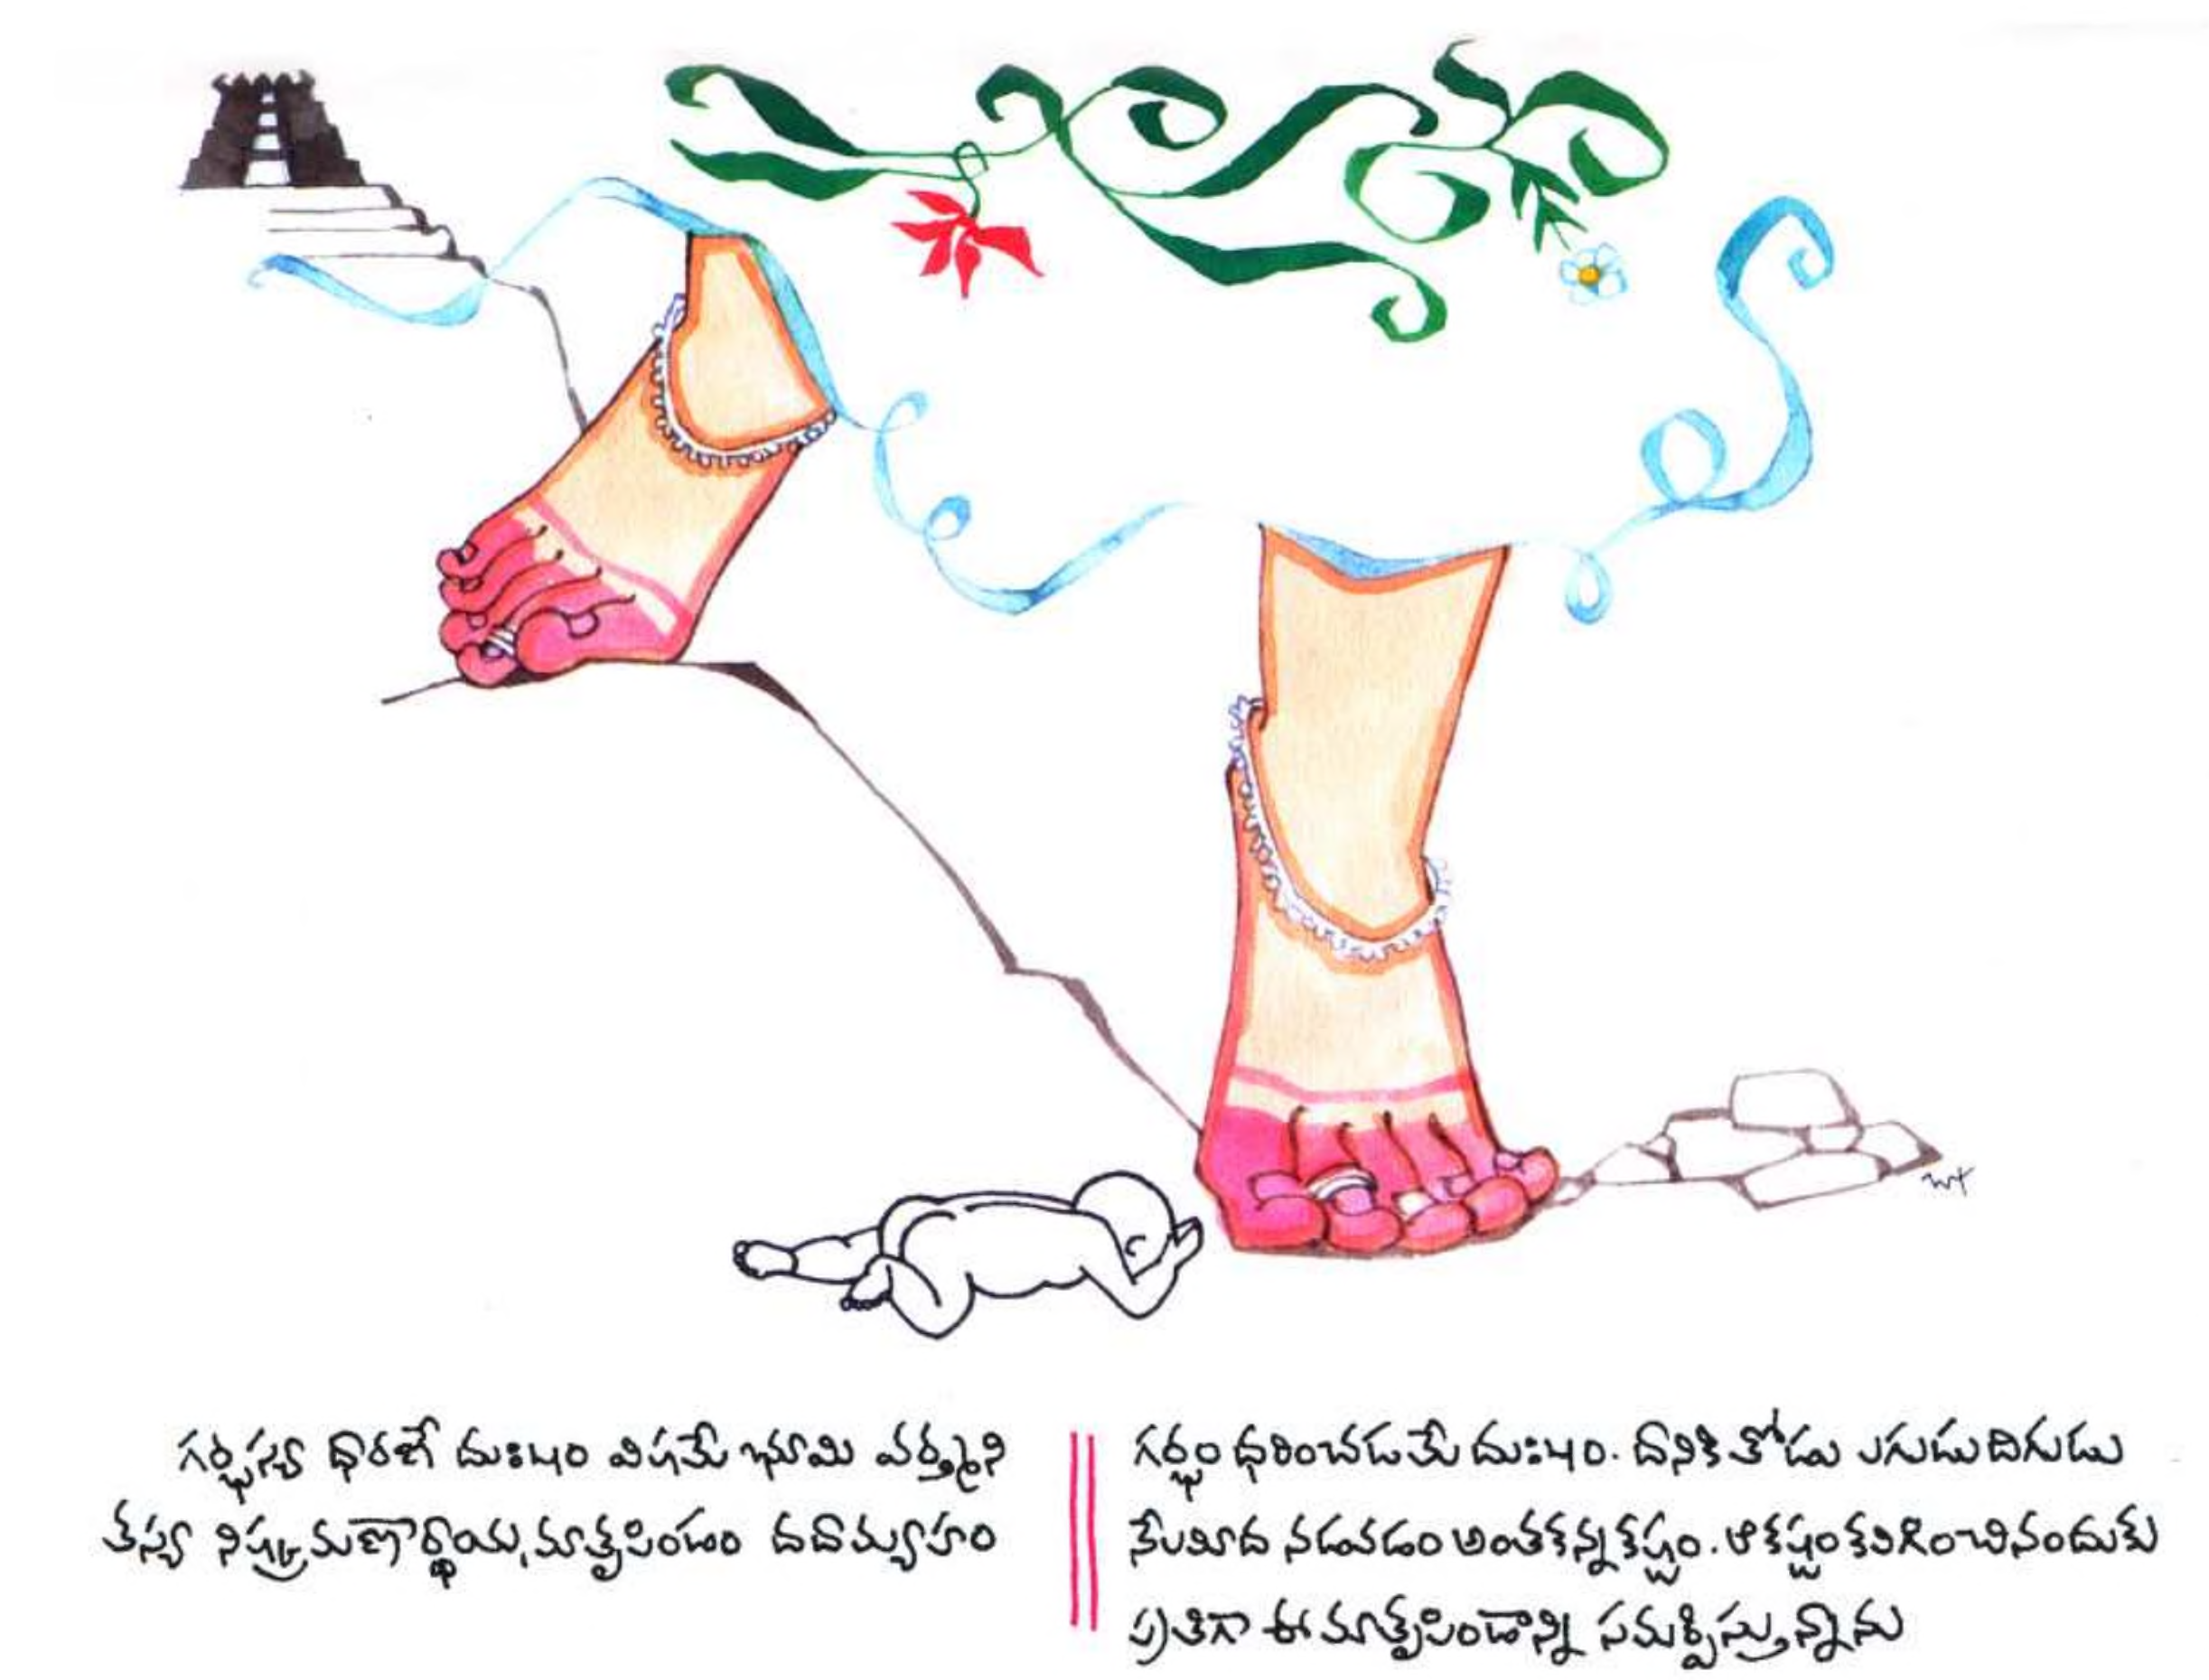 గర్భస్య ధారణే దుఃఖం విషమే భూమి వర్త్మని
తస్య నిష్క్రమణార్థాయ, మాతృపిండం దదామ్యహం
గర్భం ధరించడమే దుఃఖం. దానికి తోడు ఎగుడు దిగుడు
నేలమీద నడవడం అంతకన్న కష్టం. ఆ కష్టం కలిగించినందుకు
ప్రతిగా ఈ మాతృపిండాన్ని సమర్పిస్తున్నాను